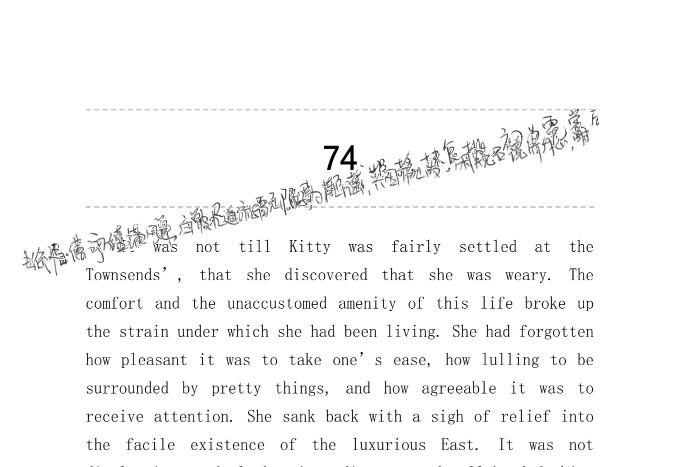 74
was not till Kitty was fairly settled at the
Townsends’, that she discovered that she was weary. The
comfort and the unaccustomed amenity of this life broke up
the strain under which she had been living. She had forgotten
how pleasant it was to take one’s ease, how lulling to be
surrounded by pretty things, and how agreeable it was to
receive attention. She sank back with a sigh of relief into
the facile existence of the luxurious East. It was not